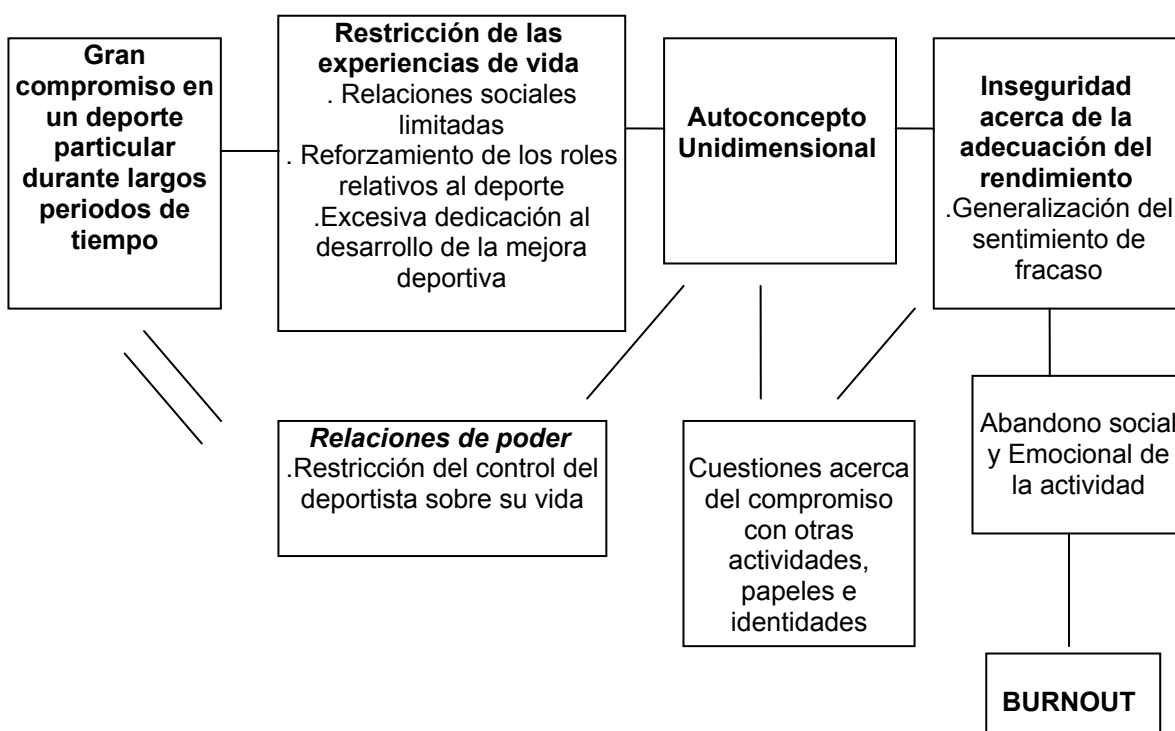 Gran
compromiso en
un deporte
particular
durante largos
periodos de
tiempo
Restricción de las
experiencias de vida
. Relaciones sociales
limitadas
. Reforzamiento de los roles
relativos al deporte
.Excesiva dedicación al
desarrollo de la mejora
deportiva
Autoconcepto
Unidimensional
Inseguridad
acerca de la
adecuación del
rendimiento
.Generalización del
sentimiento de
fracaso
Relaciones de poder
.Restricción del control del
deportista sobre su vida
Cuestiones acerca
del compromiso
con otras
actividades,
papeles e
identidades
Abandono social
y Emocional de
la actividad
BURNOUT